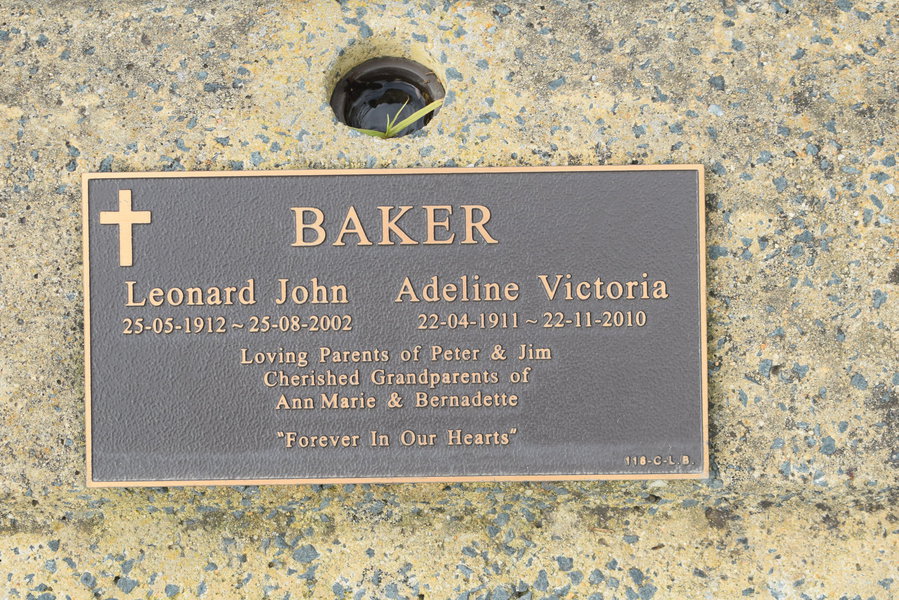 BAKER
Leonard John Adeline Victoria
25-05-1912 ~ 25-08-2002 22-04-1911 ~ 22-11-2010
Loving Parents of Peter & Jim
Cherished Grandparents of
Ann Marie & Bernadette
"Forever In Our Hearts"
118-C-L.B